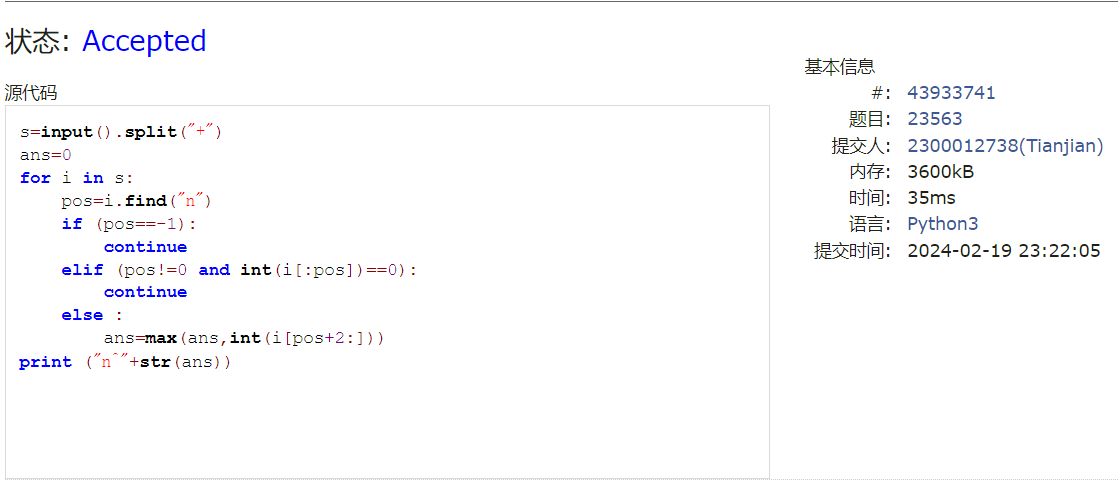 状态: Accepted
源代码
s=input().split("+")
ans=0
for i in s:
    pos=i.find("n")
    if (pos==-1):
        continue
    elif (pos!=0 and int(i[:pos])==0):
        continue
    else :
        ans=max(ans,int(i[pos+2:]))
print ("n^"+str(ans))
基本信息
#: 43933741
题目: 23563
提交人: 2300012738(Tianjian)
内存: 3600kB
时间: 35ms
语言: Python3
提交时间: 2024-02-19 23:22:05